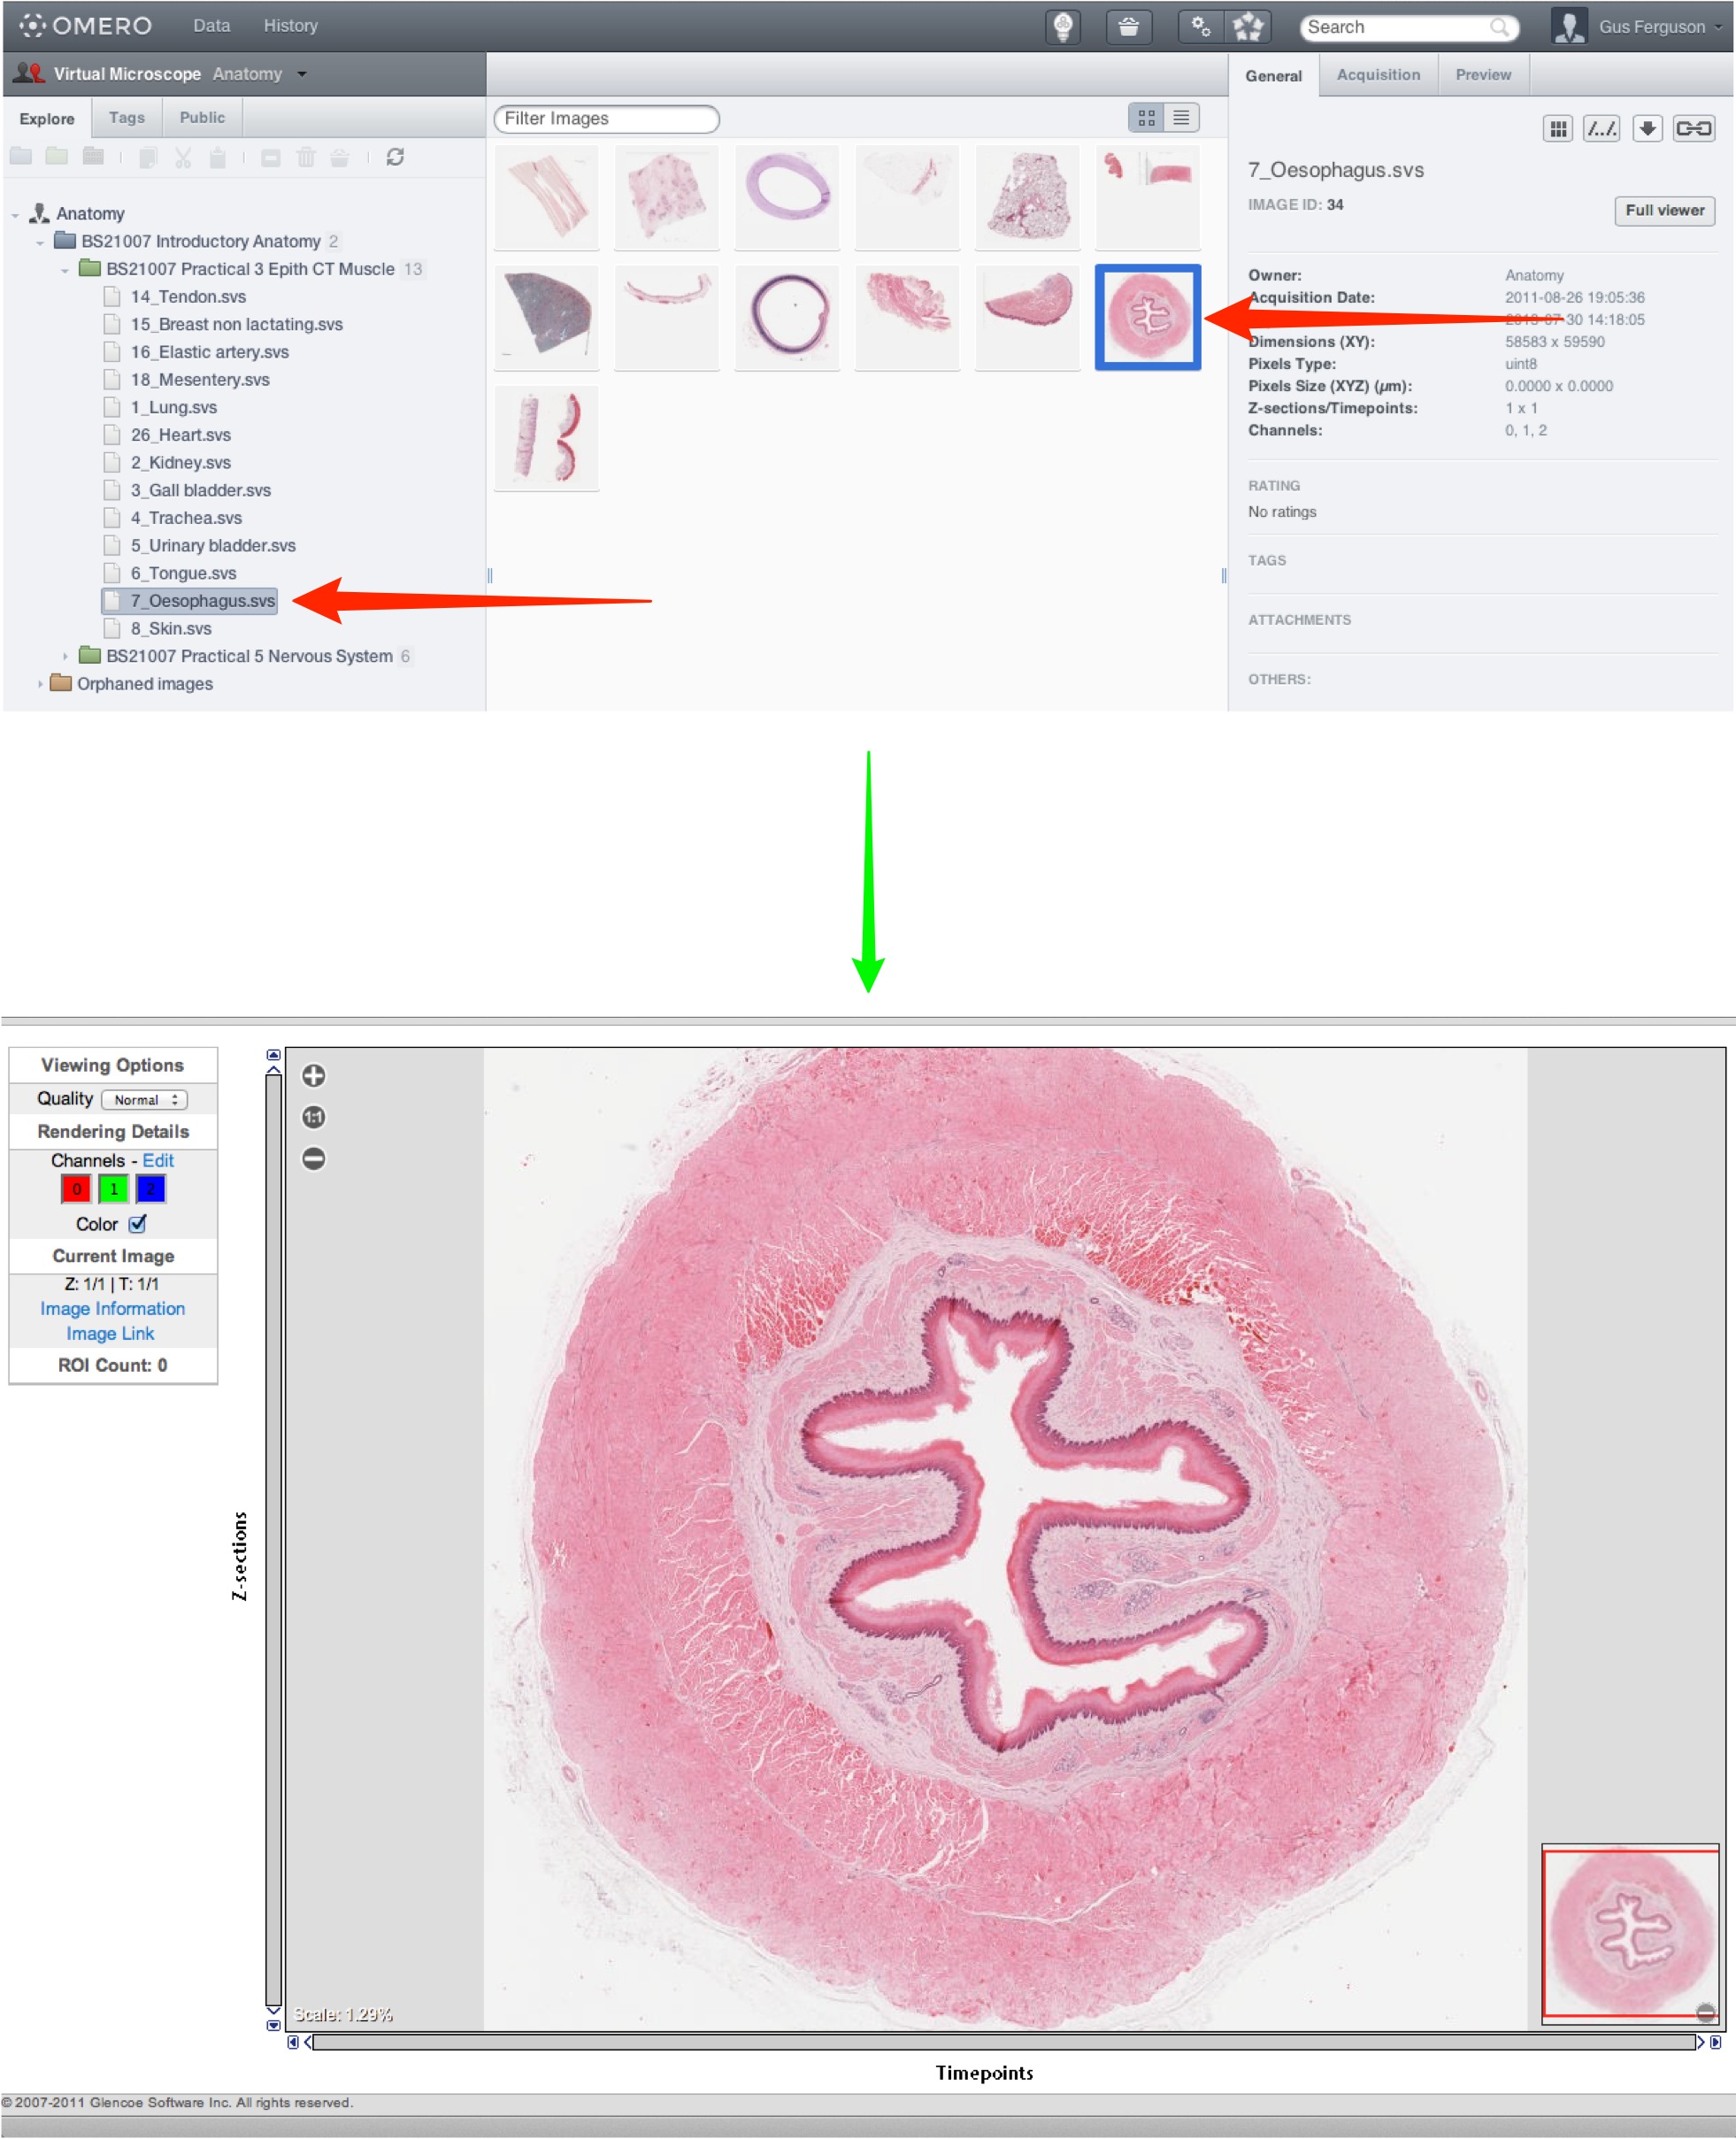 OMERO Data History Search Gus Ferguson
Virtual Microscope Anatomy
Explore Tags Public
Anatomy
BS21007 Introductory Anatomy 2
BS21007 Practical 3 Epith CT Muscle 13
14_Tendon.svs
15_Breast non lactating.svs
16_Elastic artery.svs
18_Mesentery.svs
1_Lung.svs
26_Heart.svs
2_Kidney.svs
3_Gall bladder.svs
4_Trachea.svs
5_Urinary bladder.svs
6_Tongue.svs
7_Oesophagus.svs
8_Skin.svs
BS21007 Practical 5 Nervous System 6
Orphaned images
Filter Images
General Acquisition Preview
7_Oesophagus.svs
IMAGE ID: 34
Full viewer
Owner: Anatomy
Acquisition Date: 2011-08-26 19:05:36
30 14:18:05
Dimensions (XY): 58583 x 59590
Pixels Type: uint8
Pixels Size (XYZ) (µm): 0.0000 x 0.0000
Z-sections/Timepoints: 1 x 1
Channels: 0, 1, 2
RATING
No ratings
TAGS
ATTACHMENTS
OTHERS:
Viewing Options
Quality Normal
Rendering Details
Channels - Edit
0 1 2
Color
Current Image
Z: 1/1 | T: 1/1
Image Information
Image Link
ROI Count: 0
Z-sections
1:1
Scale: 1.29%
Timepoints
© 2007-2011 Glencoe Software Inc. All rights reserved.